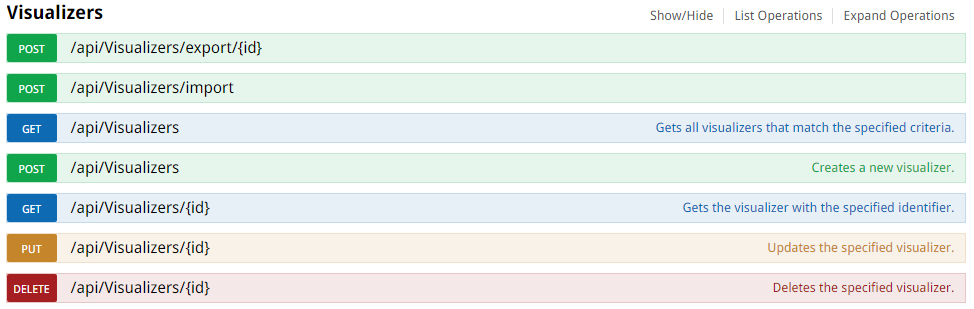 Visualizers Show/Hide List Operations Expand Operations
POST /api/Visualizers/export/{id}
POST /api/Visualizers/import
GET /api/Visualizers Gets all visualizers that match the specified criteria.
POST /api/Visualizers Creates a new visualizer.
GET /api/Visualizers/{id} Gets the visualizer with the specified identifier.
PUT /api/Visualizers/{id} Updates the specified visualizer.
DELETE /api/Visualizers/{id} Deletes the specified visualizer.